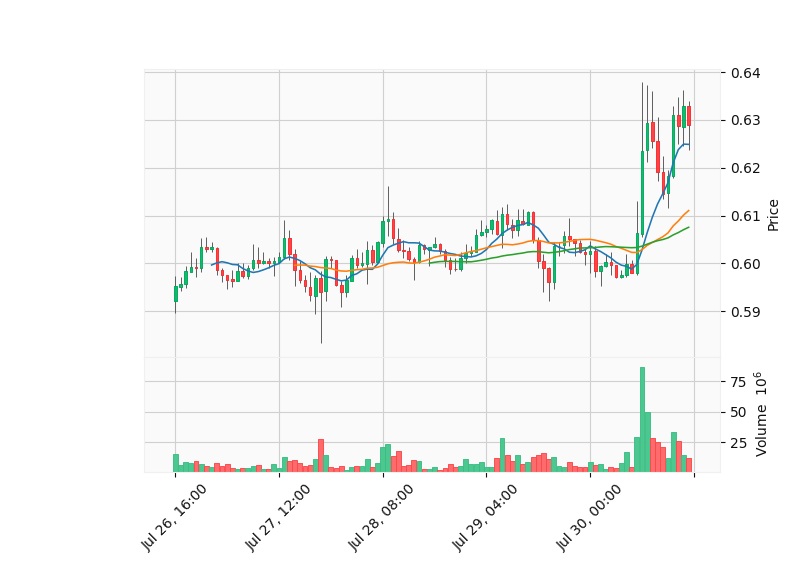 0.64
0.63
0.62
0.61
0.60
0.59
Price
75
50
25
Volume 10^6
Jul 26, 16:00
Jul 27, 12:00
Jul 28, 08:00
Jul 29, 04:00
Jul 30, 00:00